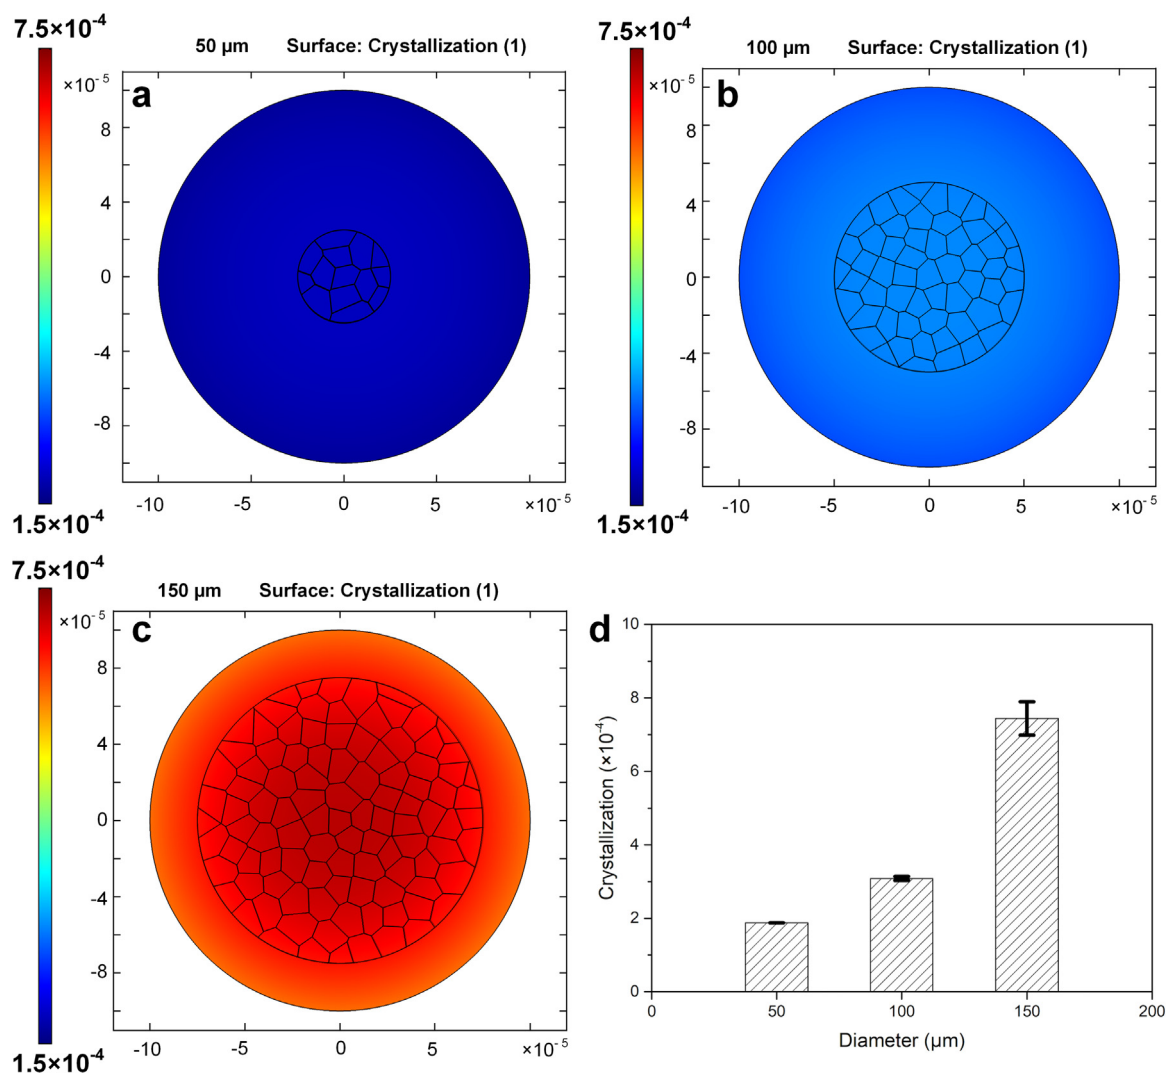 7.5×10⁻⁴
50 µm Surface: Crystallization (1)
×10⁻⁵
a
8
4
0
-4
-8
-10 -5 0 5 ×10⁻⁵
1.5×10⁻⁴
7.5×10⁻⁴
100 µm Surface: Crystallization (1)
×10⁻⁵
b
8
4
0
-4
-8
-10 -5 0 5 ×10⁻⁵
1.5×10⁻⁴
7.5×10⁻⁴
150 µm Surface: Crystallization (1)
×10⁻⁵
c
8
4
0
-4
-8
-10 -5 0 5 ×10⁻⁵
1.5×10⁻⁴
d
10
8
6
4
2
0
Crystallization (×10⁻⁴)
0 50 100 150 200
Diameter (µm)